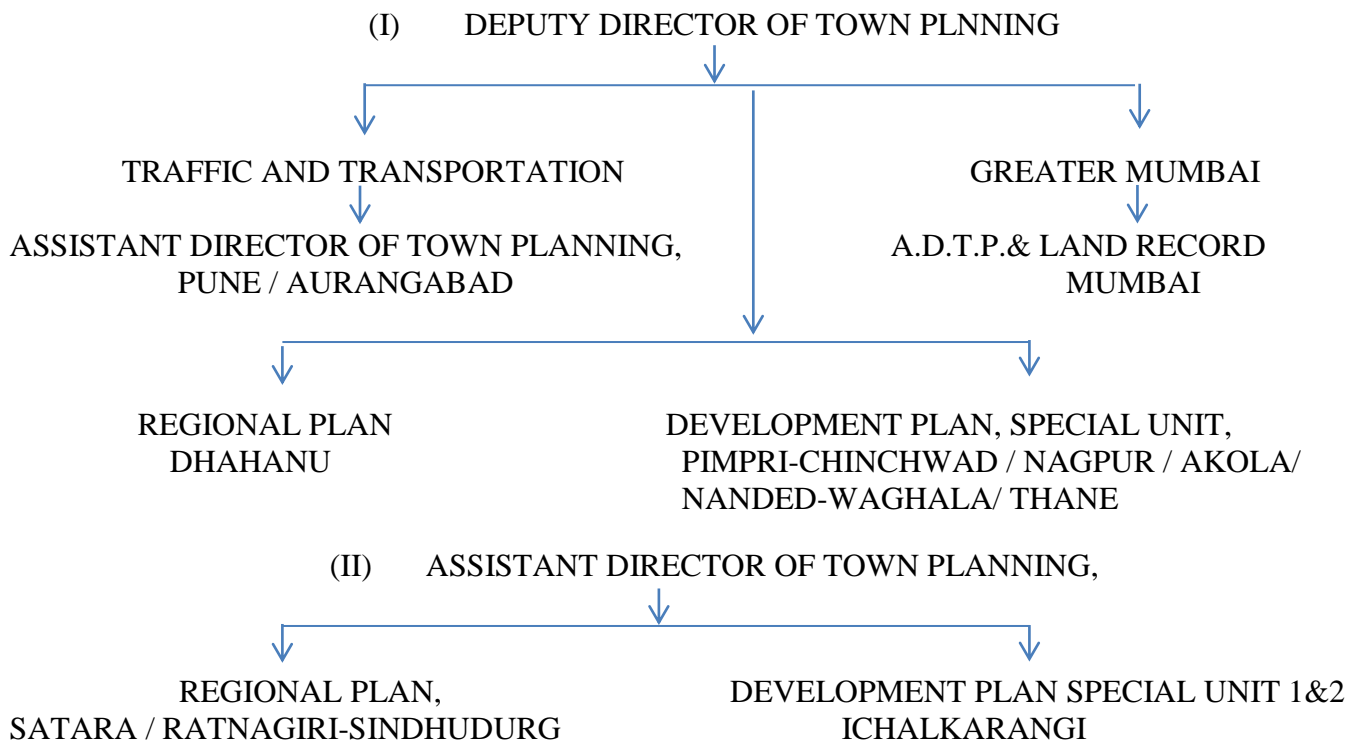 (I) DEPUTY DIRECTOR OF TOWN PLNNING
TRAFFIC AND TRANSPORTATION
GREATER MUMBAI
ASSISTANT DIRECTOR OF TOWN PLANNING,
PUNE / AURANGABAD
A.D.T.P.& LAND RECORD
MUMBAI
REGIONAL PLAN
DHAHANU
DEVELOPMENT PLAN, SPECIAL UNIT,
PIMPRI-CHINCHWAD / NAGPUR / AKOLA/
NANDED-WAGHALA/ THANE
(II) ASSISTANT DIRECTOR OF TOWN PLANNING,
REGIONAL PLAN,
SATARA / RATNAGIRI-SINDHUDURG
DEVELOPMENT PLAN SPECIAL UNIT 1&2
ICHALKARANGI